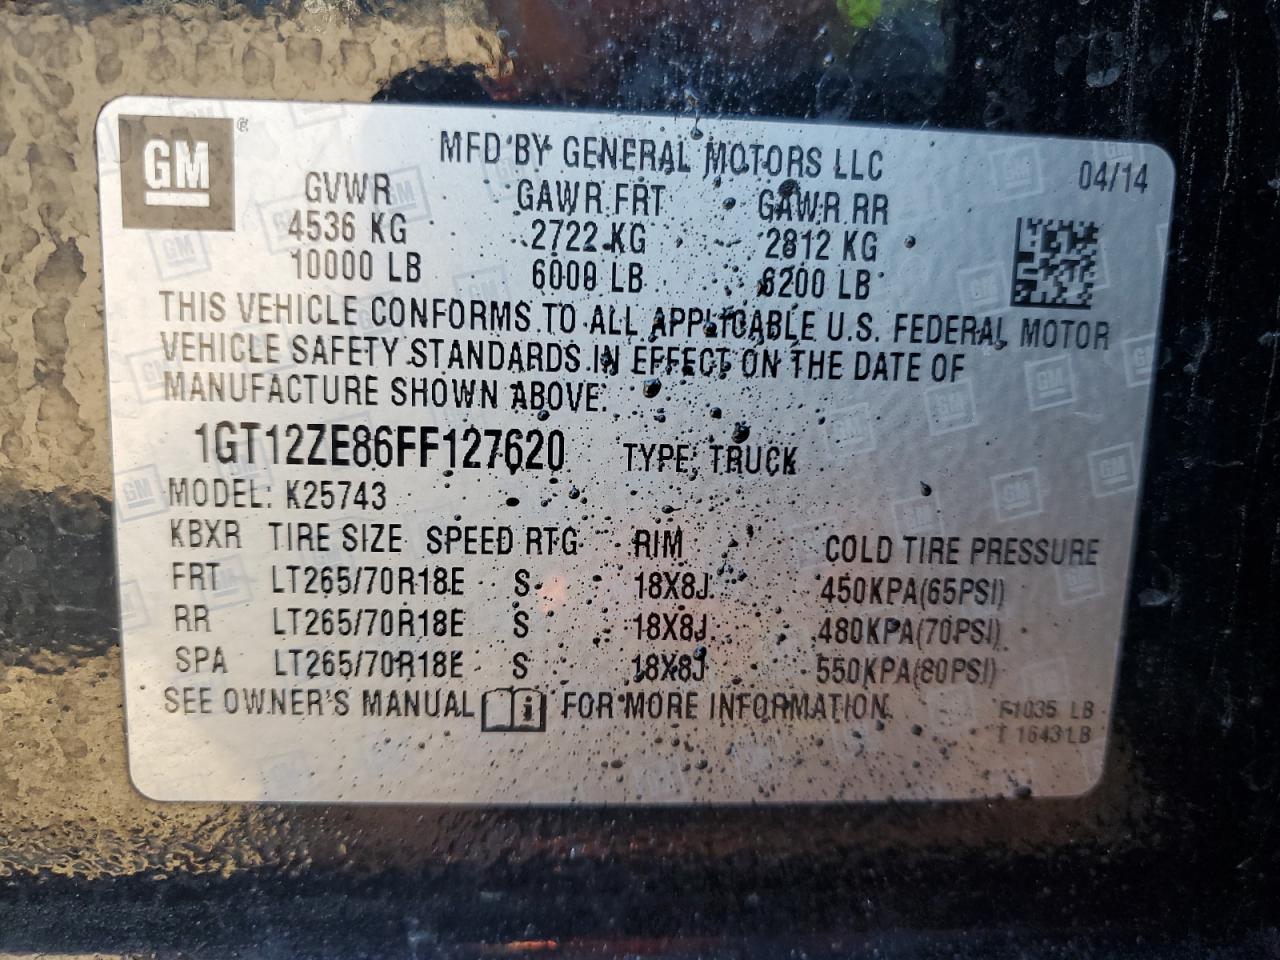 GM ®
MFD BY GENERAL MOTORS LLC 04/14
GVWR GAWR FRT GAWR RR
4536 KG 2722 KG 2812 KG
10000 LB 6000 LB 6200 LB
THIS VEHICLE CONFORMS TO ALL APPLICABLE U.S. FEDERAL MOTOR
VEHICLE SAFETY STANDARDS IN EFFECT ON THE DATE OF
MANUFACTURE SHOWN ABOVE.
1GT12ZE86FF127620 TYPE: TRUCK
MODEL: K25743
KBXR TIRE SIZE SPEED RTG RIM COLD TIRE PRESSURE
FRT LT265/70R18E S 18X8J 450KPA(65PSI)
RR LT265/70R18E S 18X8J 480KPA(70PSI)
SPA LT265/70R18E S 18X8J 550KPA(80PSI)
SEE OWNER'S MANUAL FOR MORE INFORMATION.
F1035 LB
T 1643LB